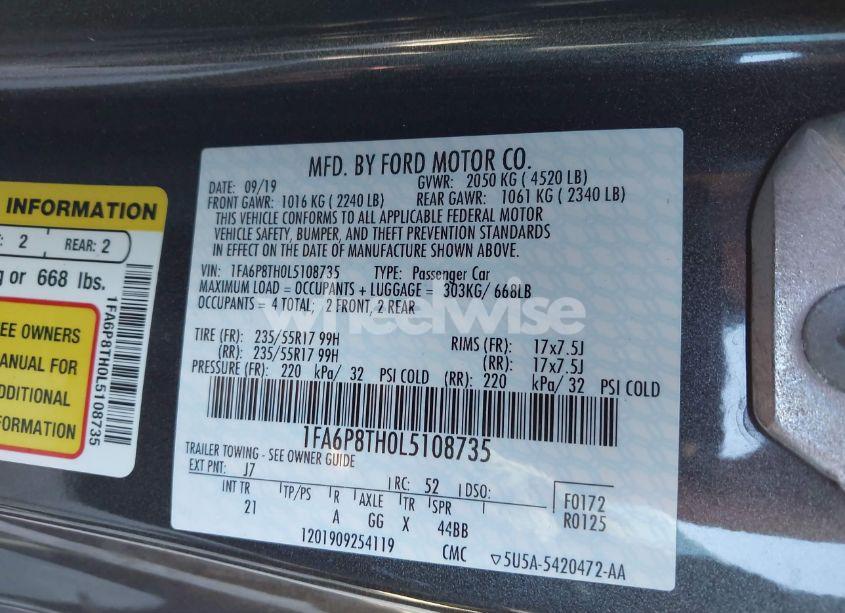 INFORMATION
2
REAR: 2
g or 668 lbs.
SEE OWNERS
MANUAL FOR
ADDITIONAL
INFORMATION
1FA6P8TH0L5108735
MFD. BY FORD MOTOR CO.
DATE: 09/19 GVWR: 2050 KG ( 4520 LB)
FRONT GAWR: 1016 KG ( 2240 LB) REAR GAWR: 1061 KG ( 2340 LB)
THIS VEHICLE CONFORMS TO ALL APPLICABLE FEDERAL MOTOR
VEHICLE SAFETY, BUMPER, AND THEFT PREVENTION STANDARDS
IN EFFECT ON THE DATE OF MANUFACTURE SHOWN ABOVE.
VIN: 1FA6P8TH0L5108735 TYPE: Passenger Car
MAXIMUM LOAD = OCCUPANTS + LUGGAGE = 303KG/ 668LB
OCCUPANTS = 4 TOTAL: 2 FRONT, 2 REAR
wheelwise
TIRE (FR): 235/55R17 99H RIMS (FR): 17x7.5J
(RR): 235/55R17 99H (RR): 17x7.5J
PRESSURE (FR): 220 kPa/ 32 PSI COLD (RR): 220 kPa/ 32 PSI COLD
1FA6P8TH0L5108735
TRAILER TOWING - SEE OWNER GUIDE
EXT PNT: J7 RC: 52 DSO: F0172
INT TR TP/PS R AXLE TR SPR R0125
21 A GG X 44BB
1201909254119 CMC ▽5U5A-5420472-AA